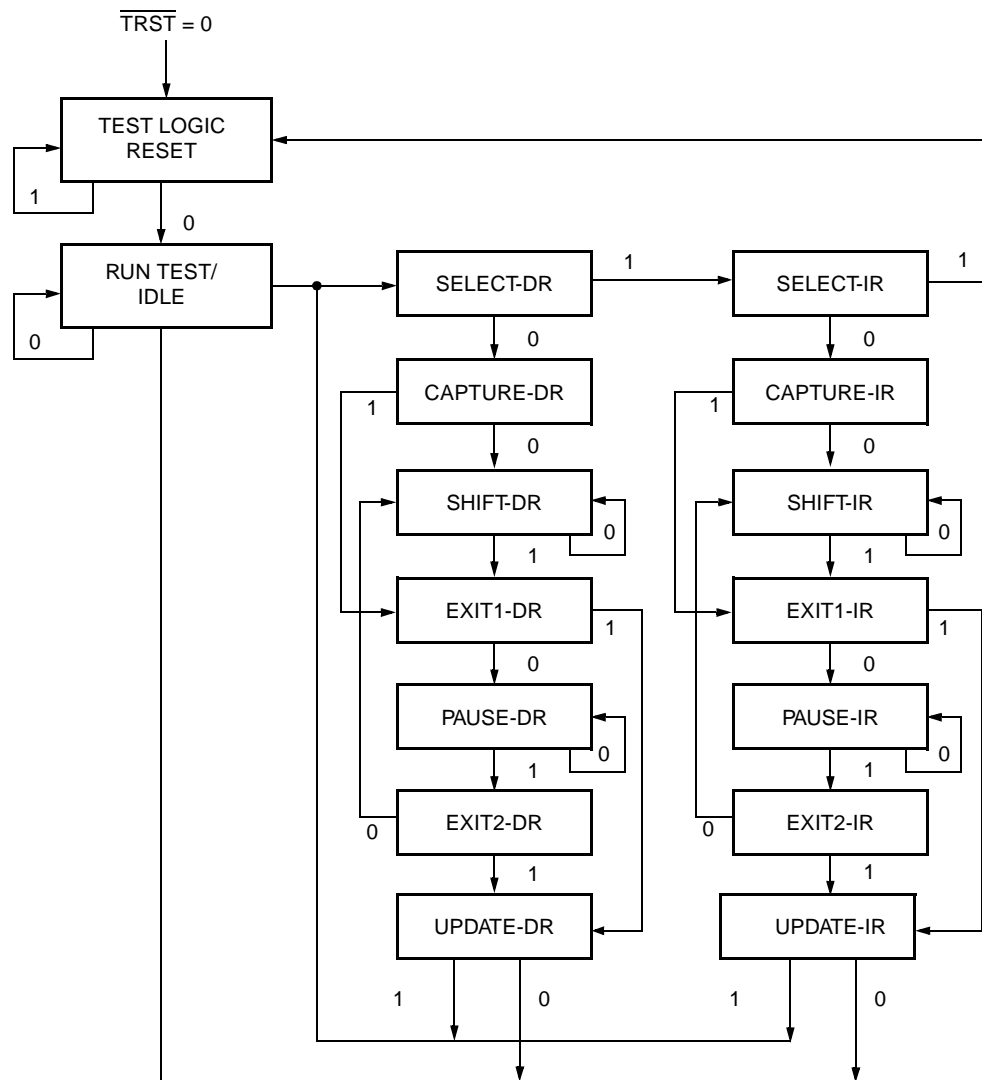 TRST = 0
TEST LOGIC
RESET
1
0
RUN TEST/
IDLE
0
SELECT-DR
1
SELECT-IR
1
0
0
CAPTURE-DR
1
CAPTURE-IR
1
0
0
SHIFT-DR
0
SHIFT-IR
0
1
1
EXIT1-DR
1
EXIT1-IR
1
0
0
PAUSE-DR
0
PAUSE-IR
0
1
1
EXIT2-DR
0
EXIT2-IR
0
1
1
UPDATE-DR
UPDATE-IR
1
0
1
0